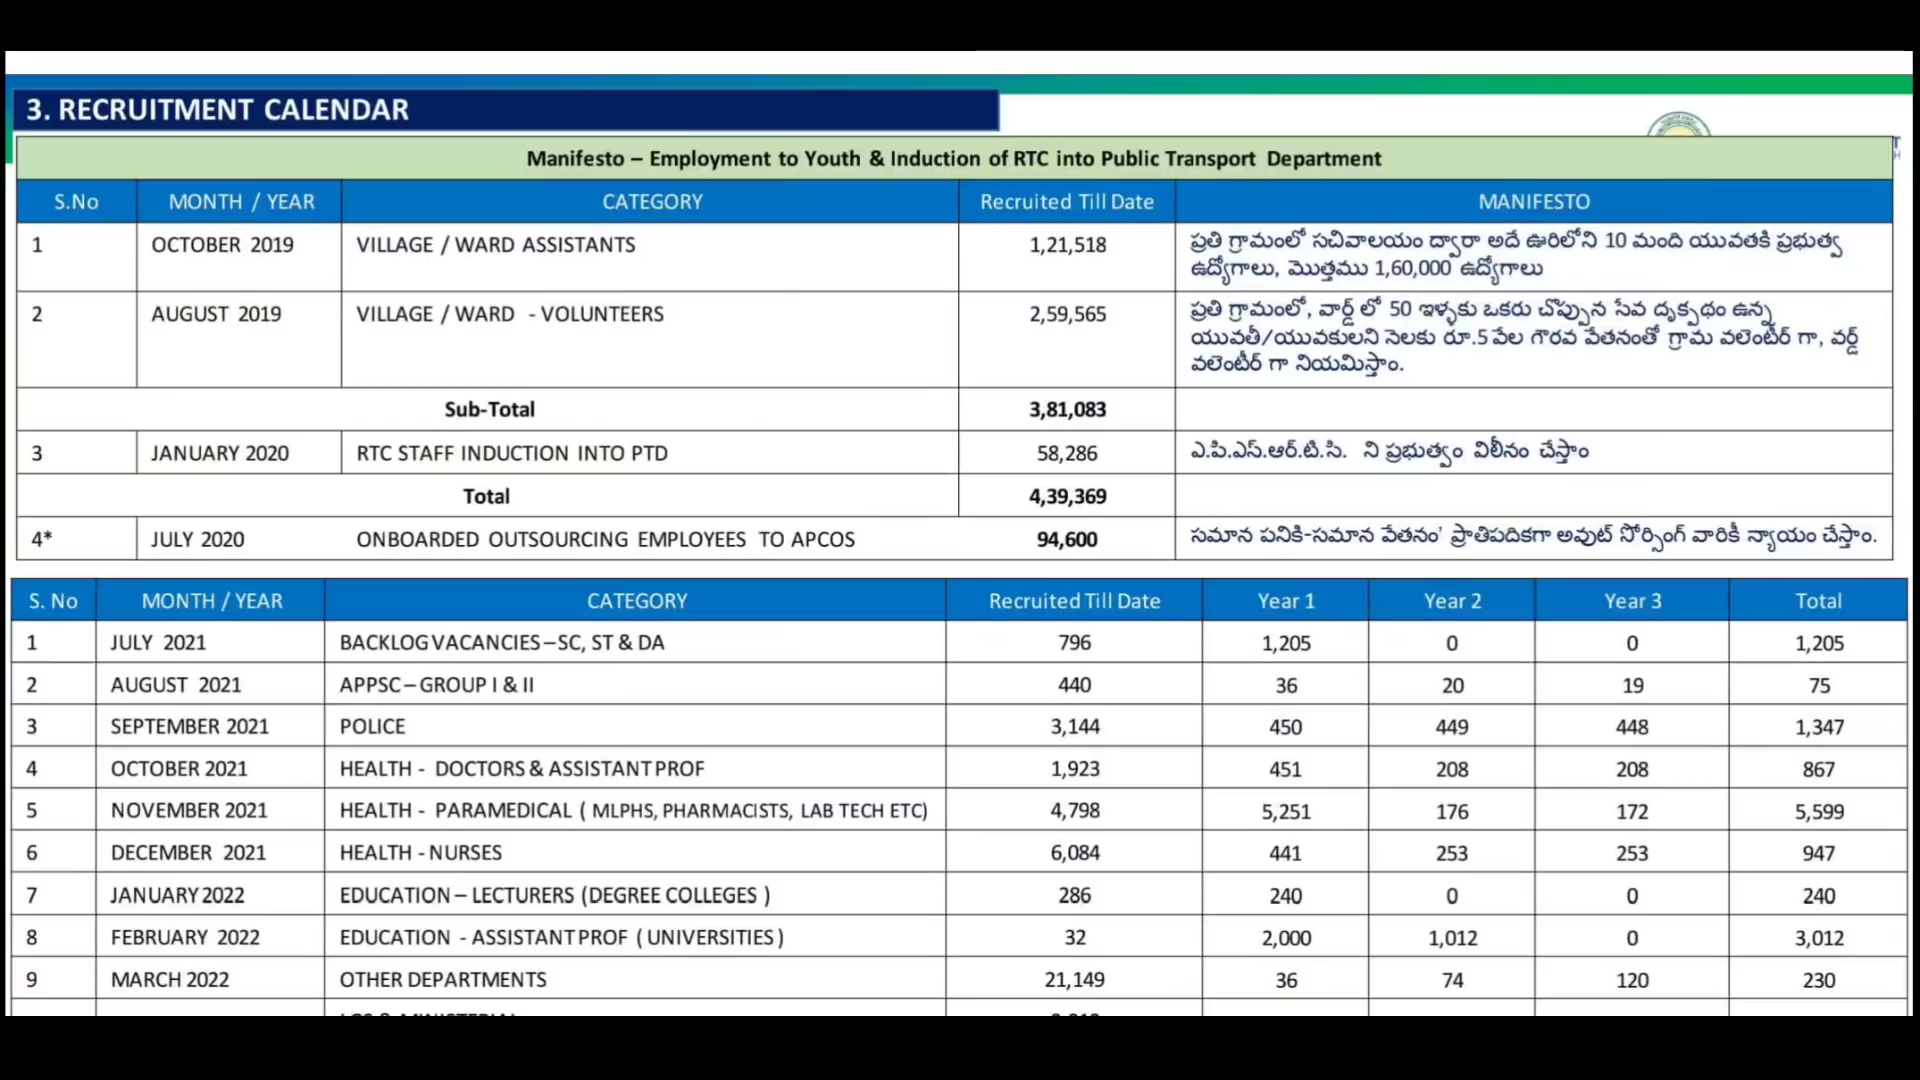 3. RECRUITMENT CALENDAR
Manifesto – Employment to Youth & Induction of RTC into Public Transport Department
S.No MONTH / YEAR CATEGORY Recruited Till Date MANIFESTO
1 OCTOBER 2019 VILLAGE / WARD ASSISTANTS 1,21,518 ప్రతి గ్రామంలో సచివాలయం ద్వారా అదే ఊరిలోని 10 మంది యువతకి ప్రభుత్వ
ఉద్యోగాలు, మొత్తము 1,60,000 ఉద్యోగాలు
2 AUGUST 2019 VILLAGE / WARD - VOLUNTEERS 2,59,565 ప్రతి గ్రామంలో, వార్డ్ లో 50 ఇళ్ళకు ఒకరు చొప్పున సేవ దృక్పథం ఉన్న
యువతీ/యువకులని నెలకు రూ.5 వేల గౌరవ వేతనంతో గ్రామ వలెంటీర్ గా, వర్డ్
వలెంటీర్ గా నియమిస్తాం.
Sub-Total 3,81,083
3 JANUARY 2020 RTC STAFF INDUCTION INTO PTD 58,286 ఎ.పి.ఎస్.ఆర్.టి.సి. ని ప్రభుత్వం విలీనం చేస్తాం
Total 4,39,369
4* JULY 2020 ONBOARDED OUTSOURCING EMPLOYEES TO APCOS 94,600 సమాన పనికి-సమాన వేతనం' ప్రాతిపదికగా అవుట్ సోర్సింగ్ వారికీ న్యాయం చేస్తాం.
S. No MONTH / YEAR CATEGORY Recruited Till Date Year 1 Year 2 Year 3 Total
1 JULY 2021 BACKLOG VACANCIES – SC, ST & DA 796 1,205 0 0 1,205
2 AUGUST 2021 APPSC – GROUP I & II 440 36 20 19 75
3 SEPTEMBER 2021 POLICE 3,144 450 449 448 1,347
4 OCTOBER 2021 HEALTH - DOCTORS & ASSISTANT PROF 1,923 451 208 208 867
5 NOVEMBER 2021 HEALTH - PARAMEDICAL ( MLPHS, PHARMACISTS, LAB TECH ETC) 4,798 5,251 176 172 5,599
6 DECEMBER 2021 HEALTH - NURSES 6,084 441 253 253 947
7 JANUARY 2022 EDUCATION – LECTURERS (DEGREE COLLEGES ) 286 240 0 0 240
8 FEBRUARY 2022 EDUCATION - ASSISTANT PROF ( UNIVERSITIES ) 32 2,000 1,012 0 3,012
9 MARCH 2022 OTHER DEPARTMENTS 21,149 36 74 120 230